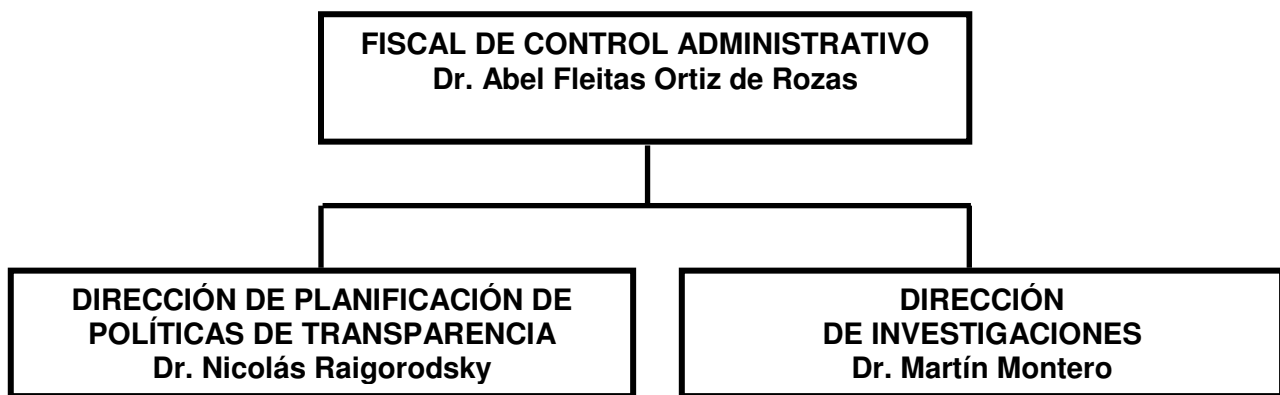 FISCAL DE CONTROL ADMINISTRATIVO
Dr. Abel Fleitas Ortiz de Rozas
DIRECCIÓN DE PLANIFICACIÓN DE
POLÍTICAS DE TRANSPARENCIA
Dr. Nicolás Raigorodsky
DIRECCIÓN
DE INVESTIGACIONES
Dr. Martín Montero